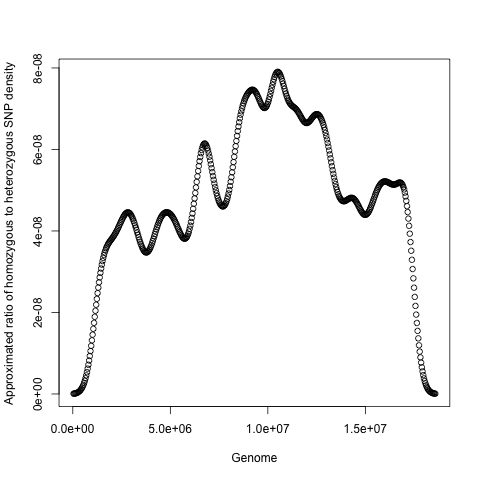 Approximated ratio of homozygous to heterozygous SNP density
8e-08
6e-08
4e-08
2e-08
0e+00
0.0e+00 5.0e+06 1.0e+07 1.5e+07
Genome